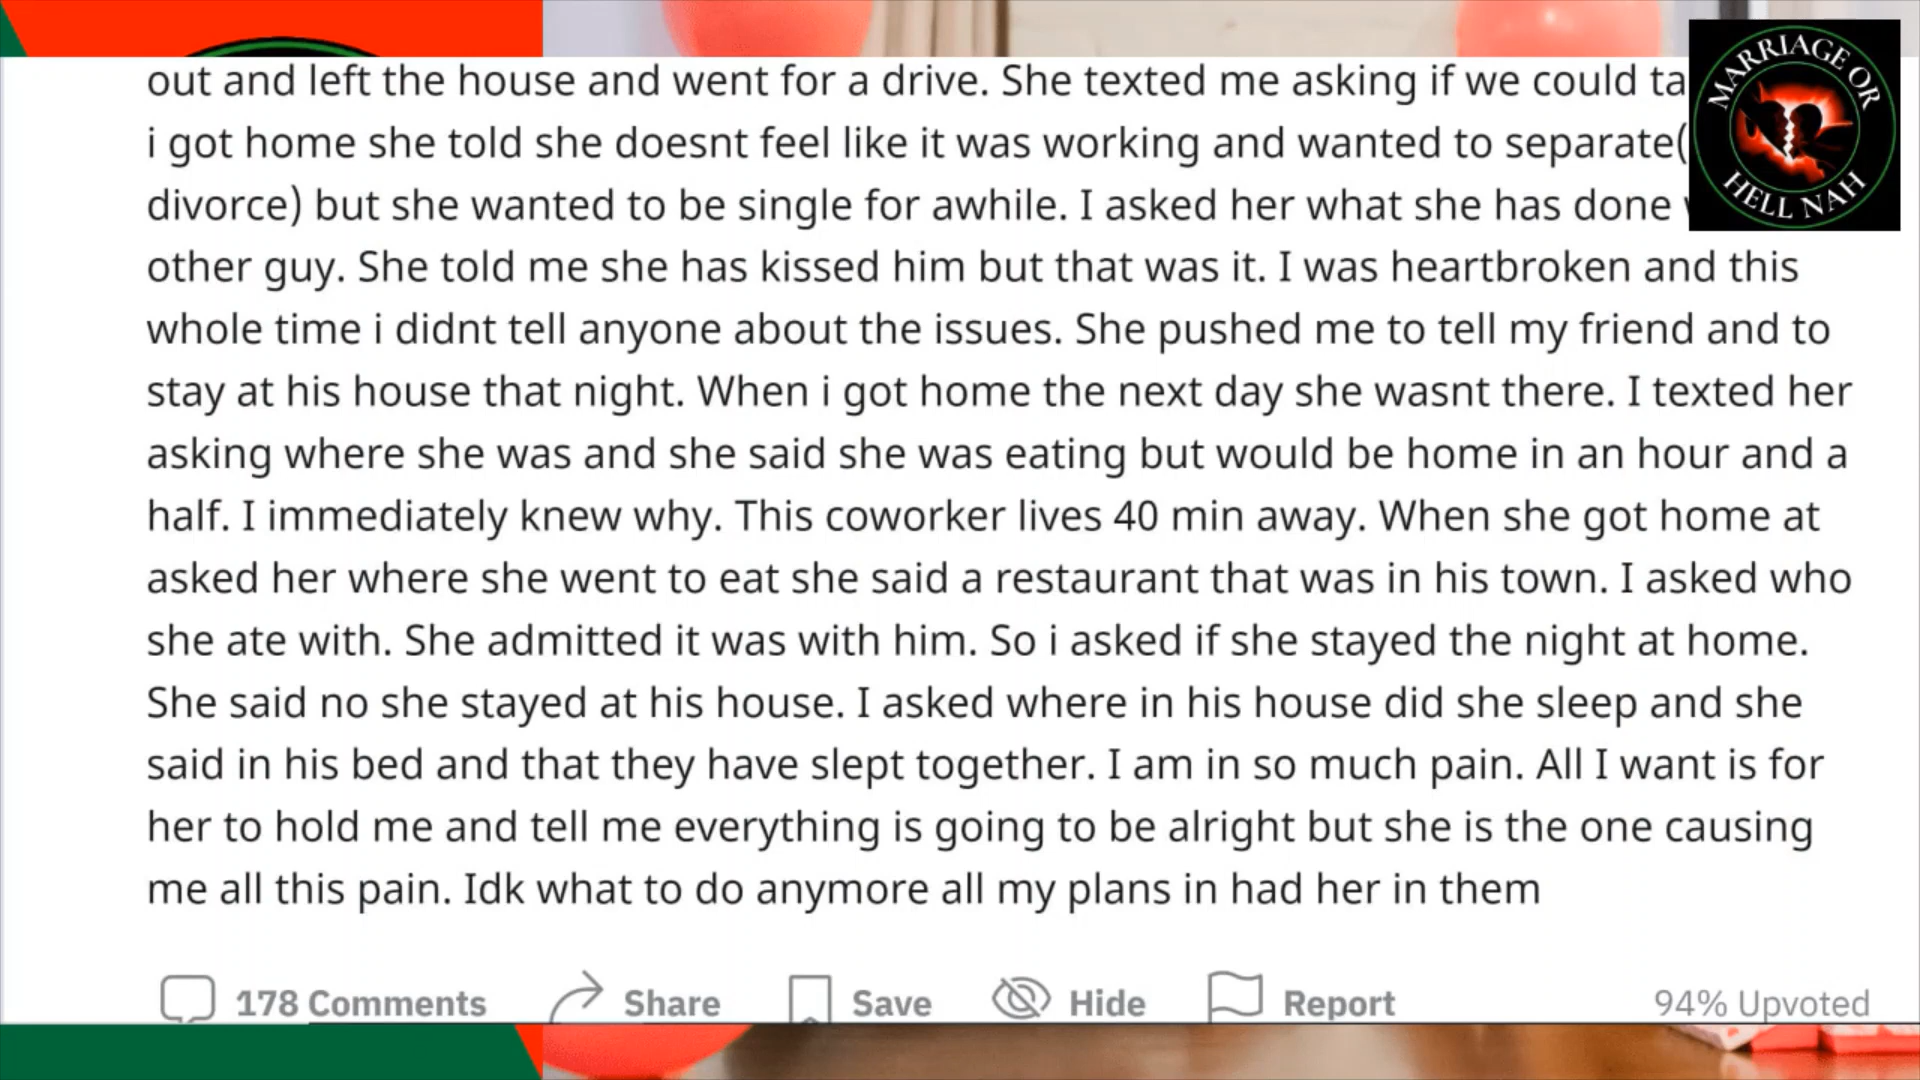 out and left the house and went for a drive. She texted me asking if we could
i got home she told she doesnt feel like it was working and wanted to separate(
divorce) but she wanted to be single for awhile. I asked her what she has done
other guy. She told me she has kissed him but that was it. I was heartbroken and this
whole time i didnt tell anyone about the issues. She pushed me to tell my friend and to
stay at his house that night. When i got home the next day she wasnt there. I texted her
asking where she was and she said she was eating but would be home in an hour and a
half. I immediately knew why. This coworker lives 40 min away. When she got home at
asked her where she went to eat she said a restaurant that was in his town. I asked who
she ate with. She admitted it was with him. So i asked if she stayed the night at home.
She said no she stayed at his house. I asked where in his house did she sleep and she
said in his bed and that they have slept together. I am in so much pain. All I want is for
her to hold me and tell me everything is going to be alright but she is the one causing
me all this pain. Idk what to do anymore all my plans in had her in them
178 Comments Share Save Hide Report 94% Upvoted
MARRIAGE OR
HELL NAH